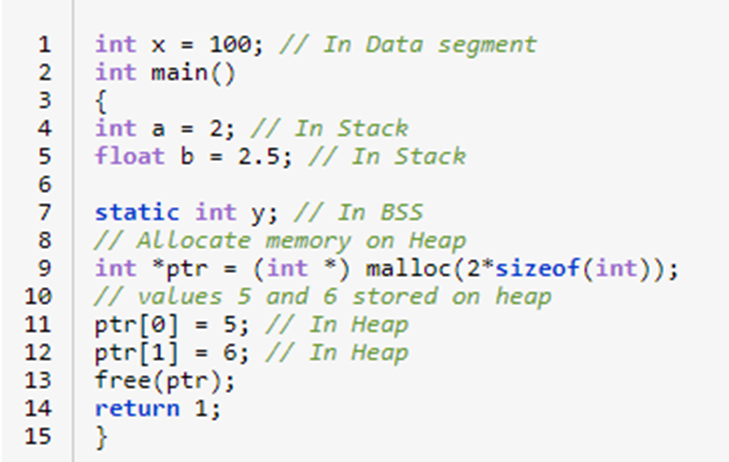 1 int x = 100; // In Data segment
2 int main()
3 {
4 int a = 2; // In Stack
5 float b = 2.5; // In Stack
6
7 static int y; // In BSS
8 // Allocate memory on Heap
9 int *ptr = (int *) malloc(2*sizeof(int));
10 // values 5 and 6 stored on heap
11 ptr[0] = 5; // In Heap
12 ptr[1] = 6; // In Heap
13 free(ptr);
14 return 1;
15 }